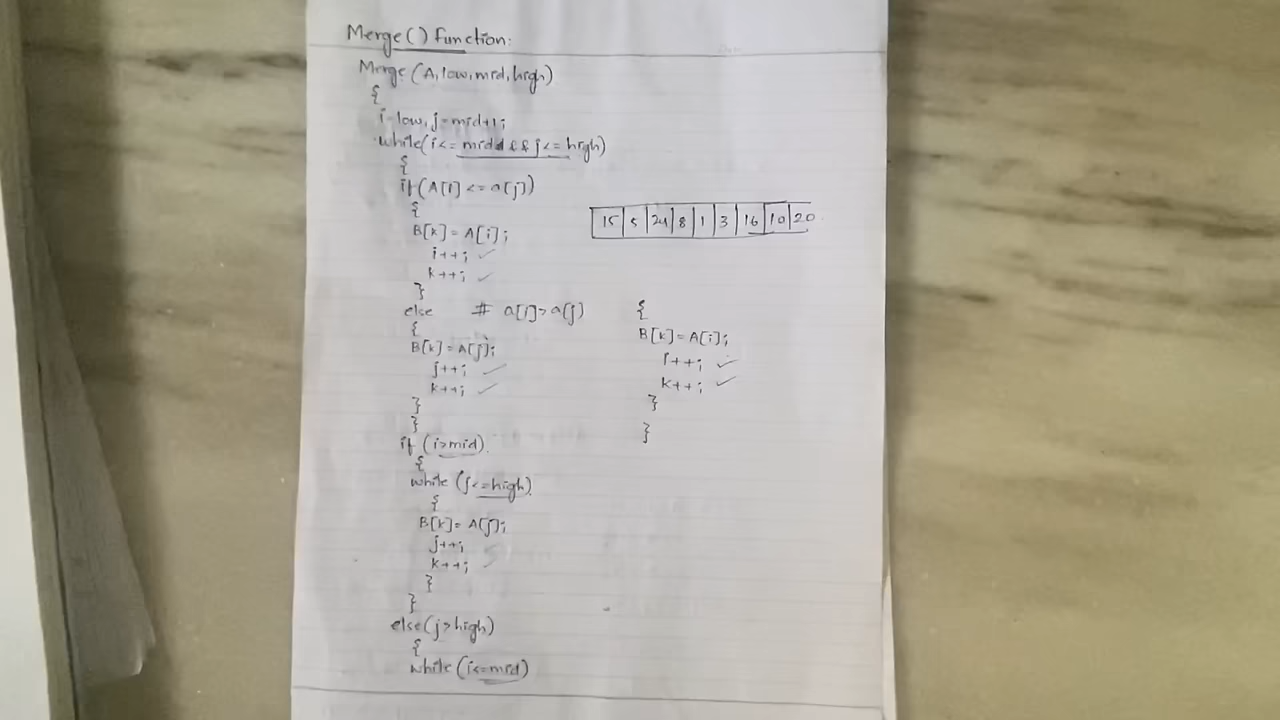 Merge() function:
Merge(A,low,mid,high)
{
i=low,j=mid+1;
while(i<=mid && j<=high)
{
if(A[i]<=a[j])
{
B[k]=A[i];
i++;
k++;
}
else # a[i]>a[j)
{
B[k]=A[j];
j++;
k++;
}
}
if (i>mid)
{
while (j<=high)
{
B[k]=A[j];
j++;
k++;
}
}
else(j>high)
{
while(i<=mid)
{
B[k]=A[i];
i++;
k++;
}
}
15 5 24 8 1 3 16 10 20